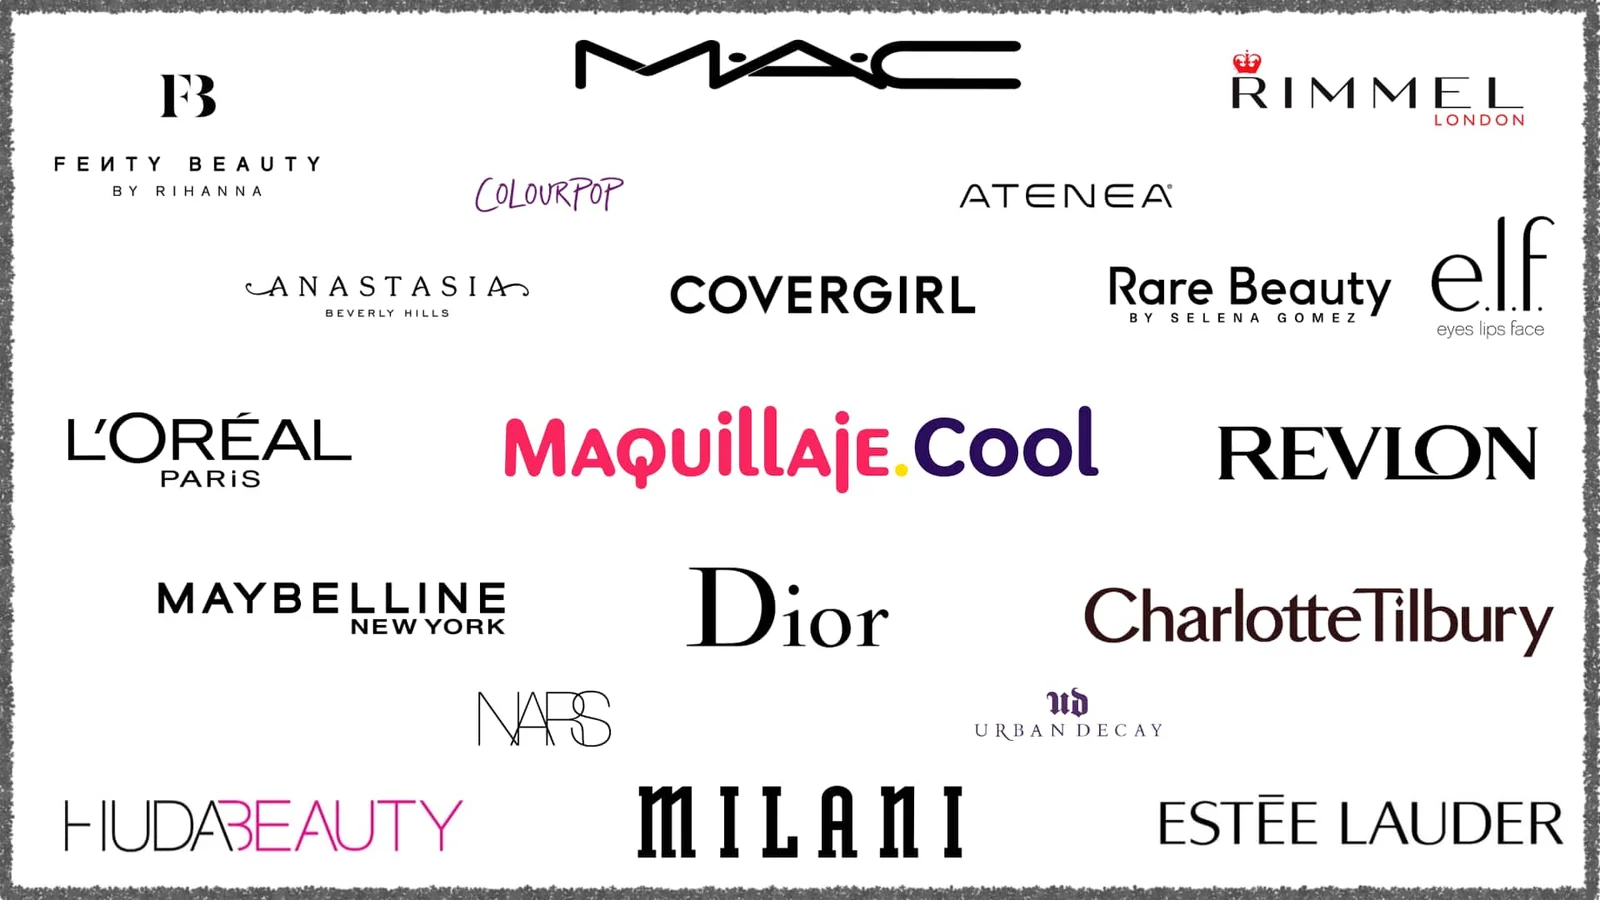 MAC
FB
FENTY BEAUTY
BY RIHANNA
RIMMEL
LONDON
COLOURPOP
ATENEA®
ANASTASIA
BEVERLY HILLS
COVERGIRL
Rare Beauty
BY SELENA GOMEZ
e.l.f.
eyes lips face
L'ORÉAL
PARiS
MAQuillAjE.Cool
REVLON
MAYBELLINE
NEW YORK
Dior
CharlotteTilbury
NARS
ud
URBAN DECAY
HUDABEAUTY
MILANI
ESTĒE LAUDER